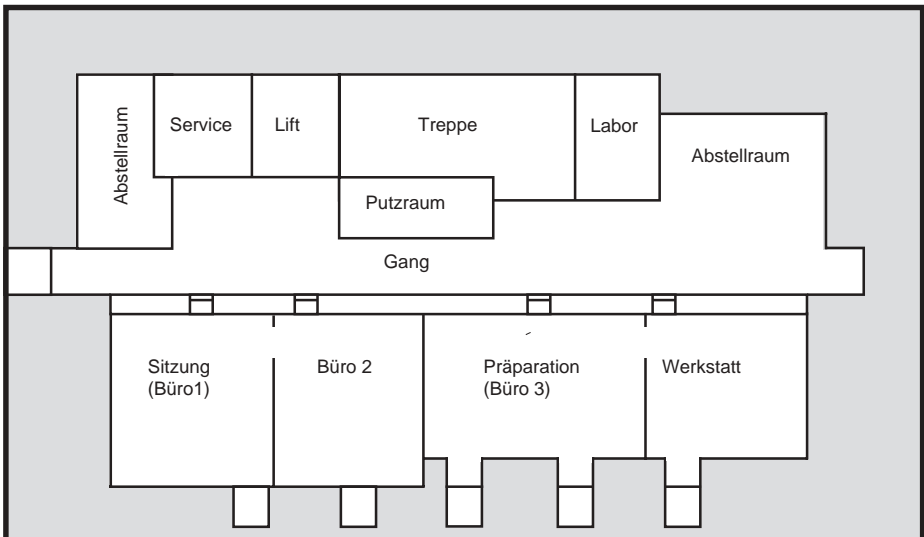 Abstellraum
Service
Lift
Treppe
Labor
Abstellraum
Putzraum
Gang
Sitzung
(Büro1)
Büro 2
Präparation
(Büro 3)
Werkstatt